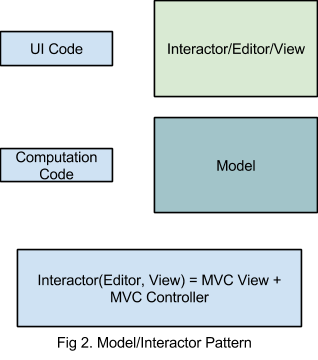 UI Code
Interactor/Editor/View
Computation
Code
Model
Interactor(Editor, View) = MVC View +
MVC Controller
Fig 2. Model/Interactor Pattern